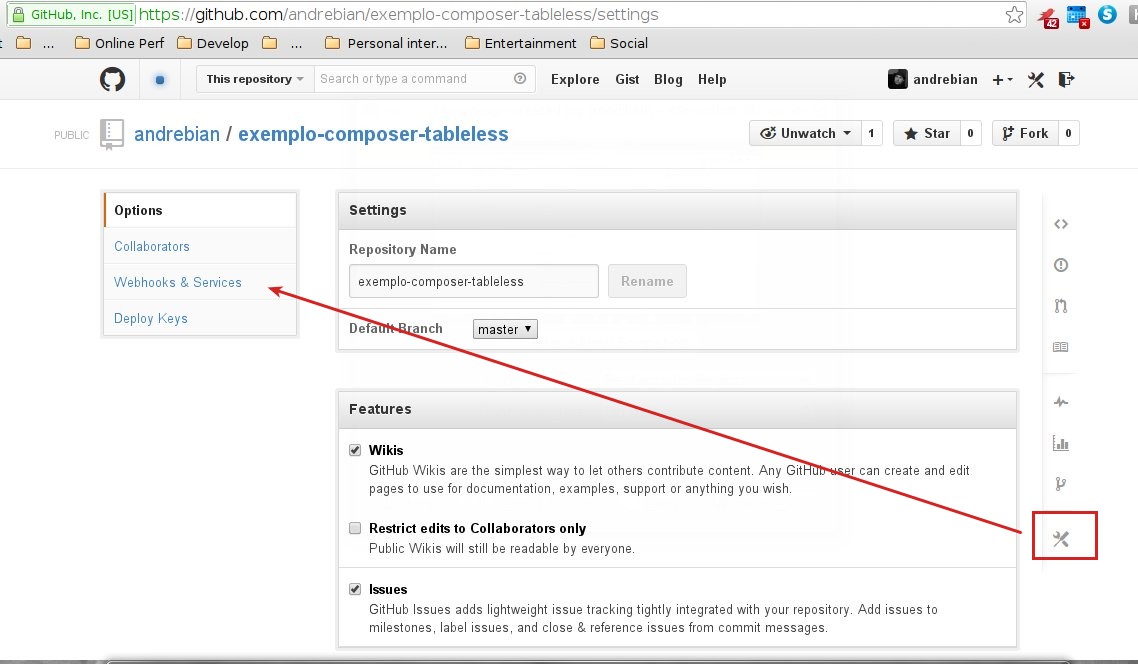 GitHub, Inc. [US] https://github.com/andrebian/exemplo-composer-tableless/settings
42
... Online Perf Develop ... Personal inter... Entertainment Social
This repository Search or type a command Explore Gist Blog Help andrebian
PUBLIC andrebian / exemplo-composer-tableless Unwatch 1 Star 0 Fork 0
Options
Collaborators
Webhooks & Services
Deploy Keys
Settings
Repository Name
exemplo-composer-tableless Rename
Default Branch master
Features
Wikis
GitHub Wikis are the simplest way to let others contribute content. Any GitHub user can create and edit
pages to use for documentation, examples, support or anything you wish.
Restrict edits to Collaborators only
Public Wikis will still be readable by everyone.
Issues
GitHub Issues adds lightweight issue tracking tightly integrated with your repository. Add issues to
milestones, label issues, and close & reference issues from commit messages.